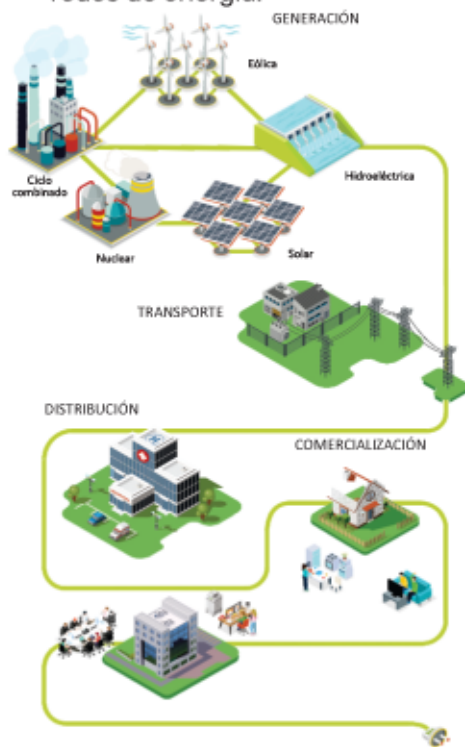 GENERACIÓN
Eólica
Ciclo
combinado
Hidroeléctrica
Nuclear
Solar
TRANSPORTE
DISTRIBUCIÓN
COMERCIALIZACIÓN